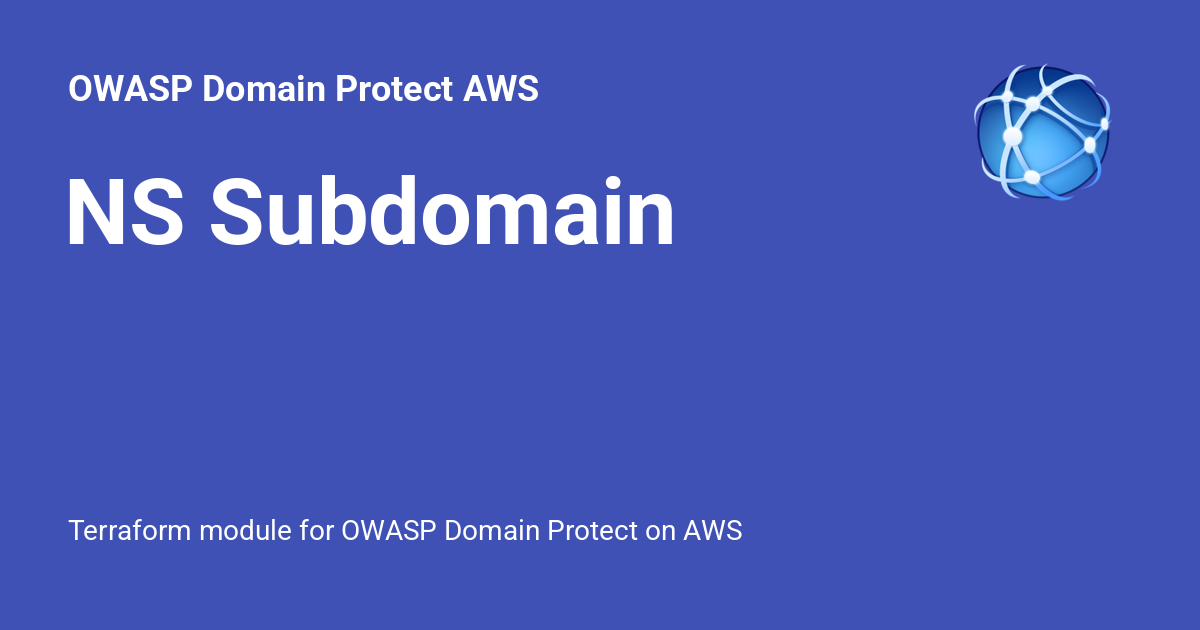 OWASP Domain Protect AWS
NS Subdomain
Terraform module for OWASP Domain Protect on AWS